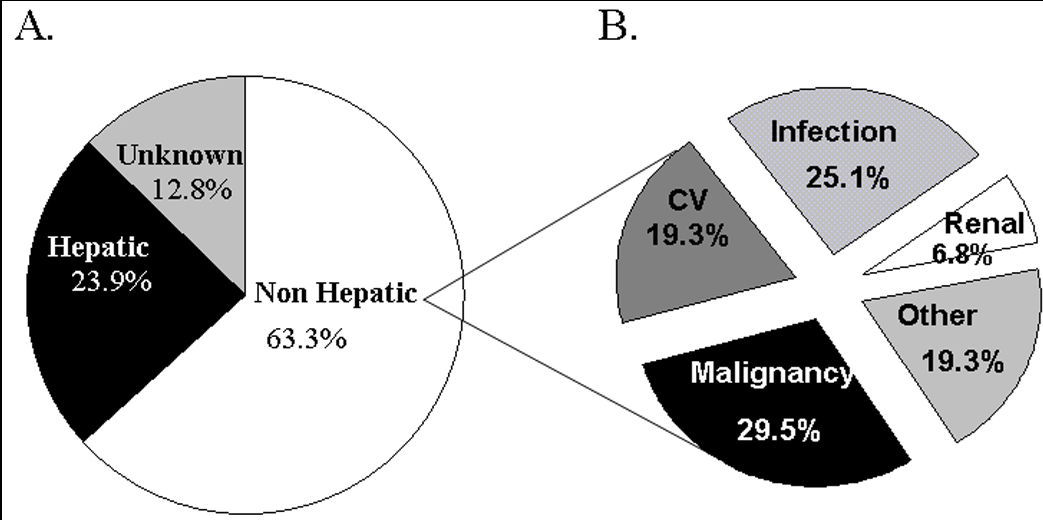 A.
Unknown
12.8%
Hepatic
23.9%
Non Hepatic
63.3%
B.
Infection
25.1%
CV
19.3%
Renal
6.8%
Other
19.3%
Malignancy
29.5%